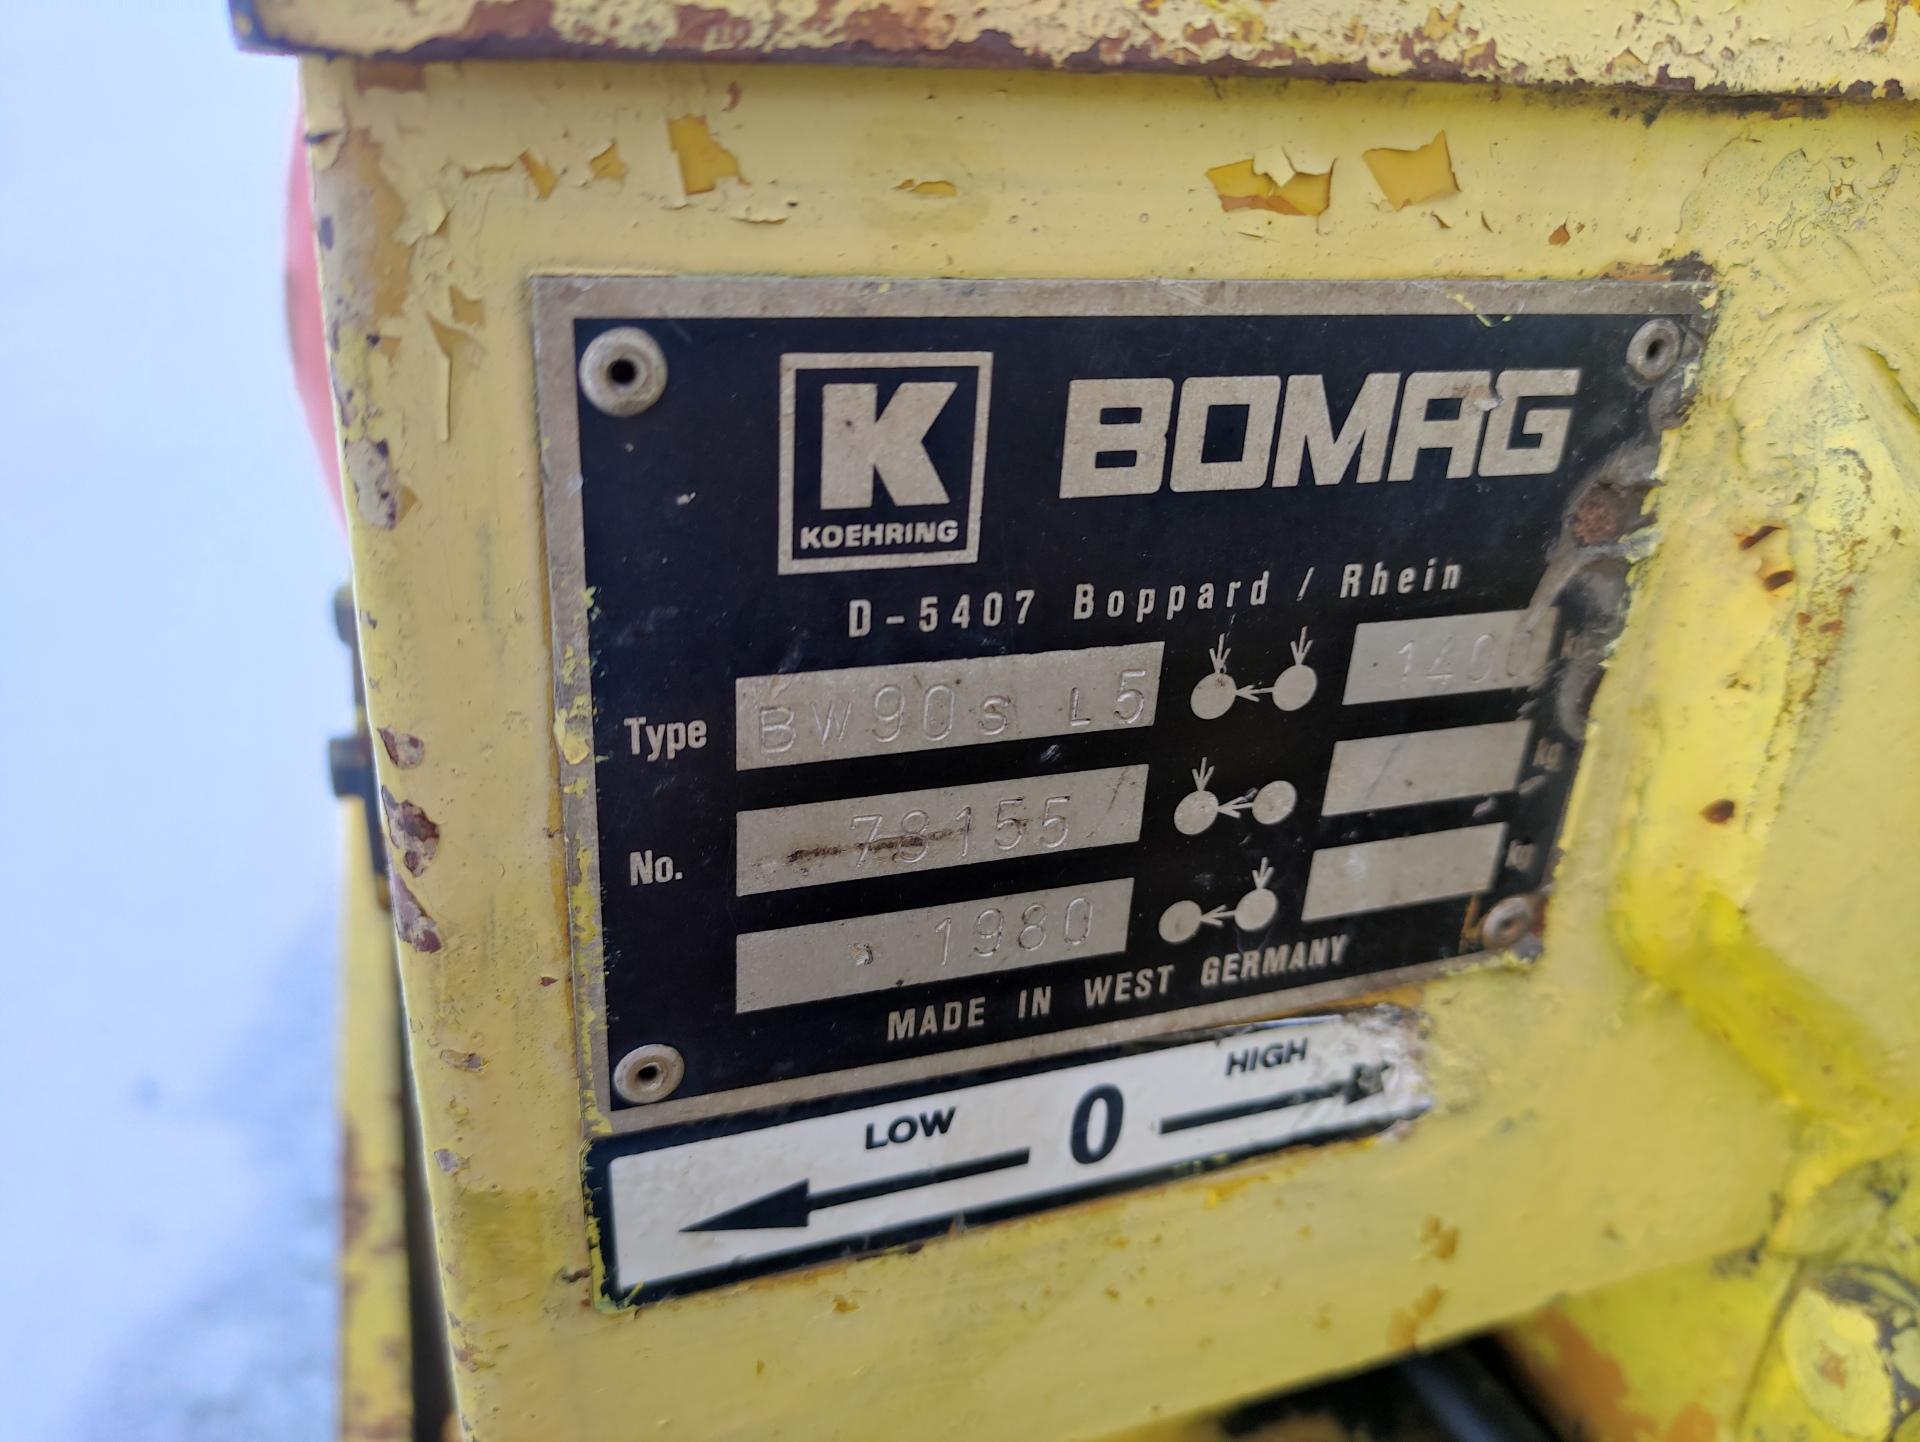 K
KOEHRING
BOMAG
D-5407 Boppard / Rhein
Type BW90S L5 1400
No. 78155 kg
1980 kg
MADE IN WEST GERMANY
LOW 0 HIGH